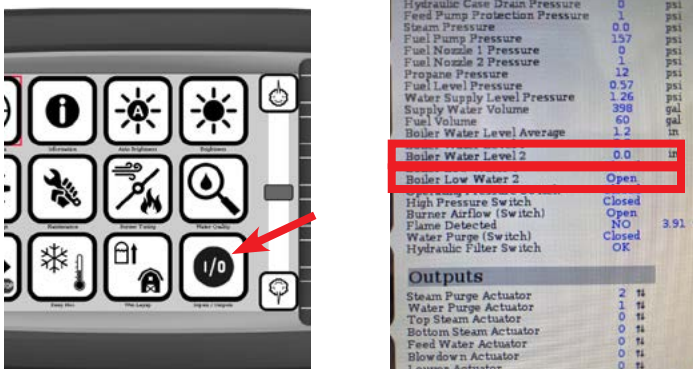 Information
Auto Brightness
Brightness
Maintenance
Burner Tuning
Water Quality
I/O
Inputs / Outputs
Hydraulic Case Drain Pressure 0 psi
Feed Pump Protection Pressure 1 psi
Steam Pressure 0.0 psi
Fuel Pump Pressure 157 psi
Fuel Nozzle 1 Pressure 0 psi
Fuel Nozzle 2 Pressure 1 psi
Propane Pressure 12 psi
Fuel Level Pressure 0.57 psi
Water Supply Level Pressure 1.26 psi
Supply Water Volume 398 gal
Fuel Volume 60 gal
Boiler Water Level Average 1.2 in
Boiler Water Level 2 0.0 in
Boiler Low Water 2 Open
High Pressure Switch Closed
Burner Airflow (Switch) Open
Flame Detected NO 3.91
Water Purge (Switch) Closed
Hydraulic Filter Switch OK
Outputs
Steam Purge Actuator 2
Water Purge Actuator 1
Top Steam Actuator 0
Bottom Steam Actuator 0
Feed Water Actuator 0
Blowdown Actuator 0
Louver Actuator 0